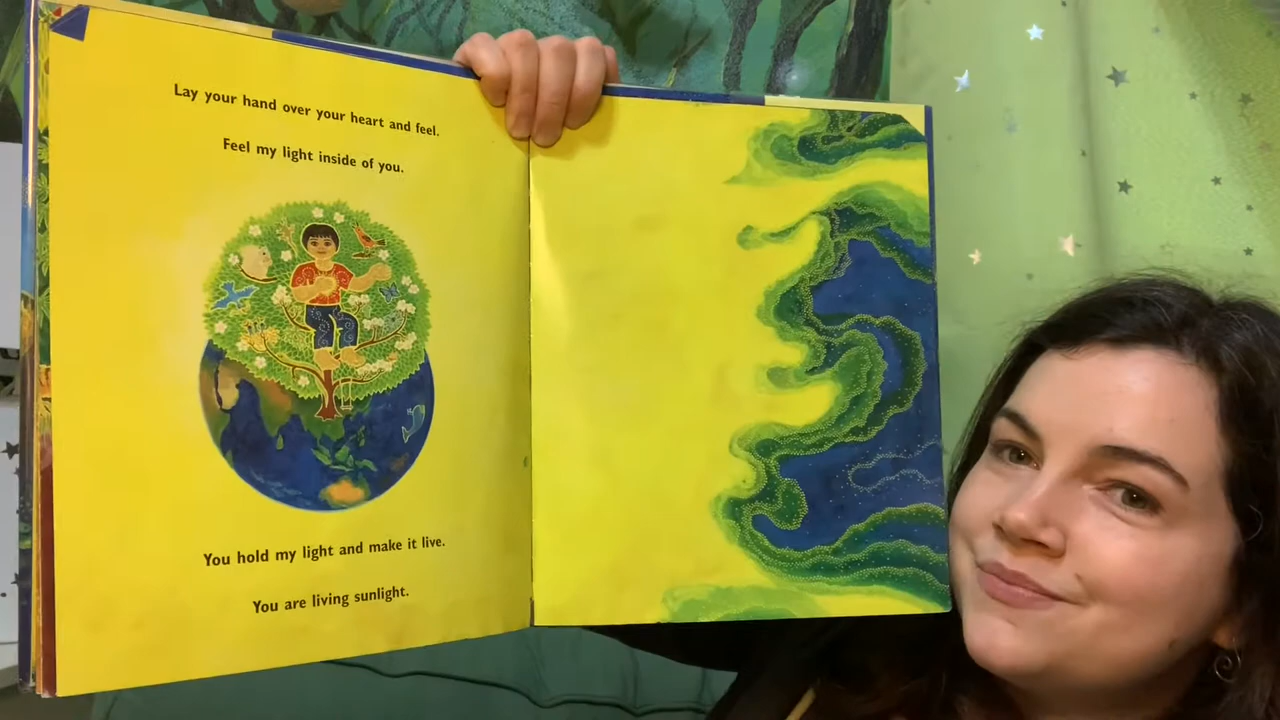 Lay your hand over your heart and feel.
Feel my light inside of you.
You hold my light and make it live.
You are living sunlight.